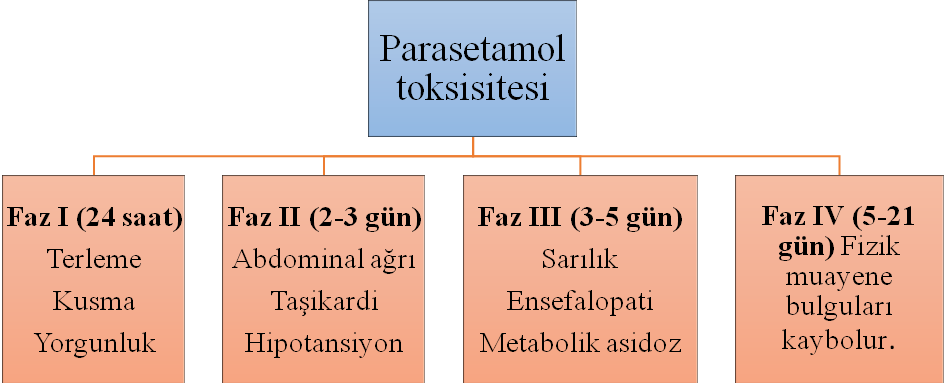 Parasetamol
toksisitesi
Faz I (24 saat)
Terleme
Kusma
Yorgunluk
Faz II (2-3 gün)
Abdominal ağrı
Taşikardi
Hipotansiyon
Faz III (3-5 gün)
Sarılık
Ensefalopati
Metabolik asidoz
Faz IV (5-21
gün) Fizik
muayene
bulguları
kaybolur.